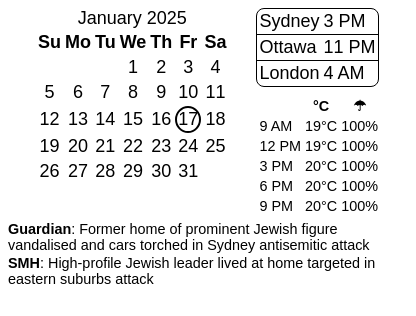 January 2025
Su Mo Tu We Th Fr Sa
1 2 3 4
5 6 7 8 9 10 11
12 13 14 15 16 17 18
19 20 21 22 23 24 25
26 27 28 29 30 31
Sydney 3 PM
Ottawa 11 PM
London 4 AM
°C ☂
9 AM 19°C 100%
12 PM 19°C 100%
3 PM 20°C 100%
6 PM 20°C 100%
9 PM 20°C 100%
Guardian: Former home of prominent Jewish figure
vandalised and cars torched in Sydney antisemitic attack
SMH: High-profile Jewish leader lived at home targeted in
eastern suburbs attack